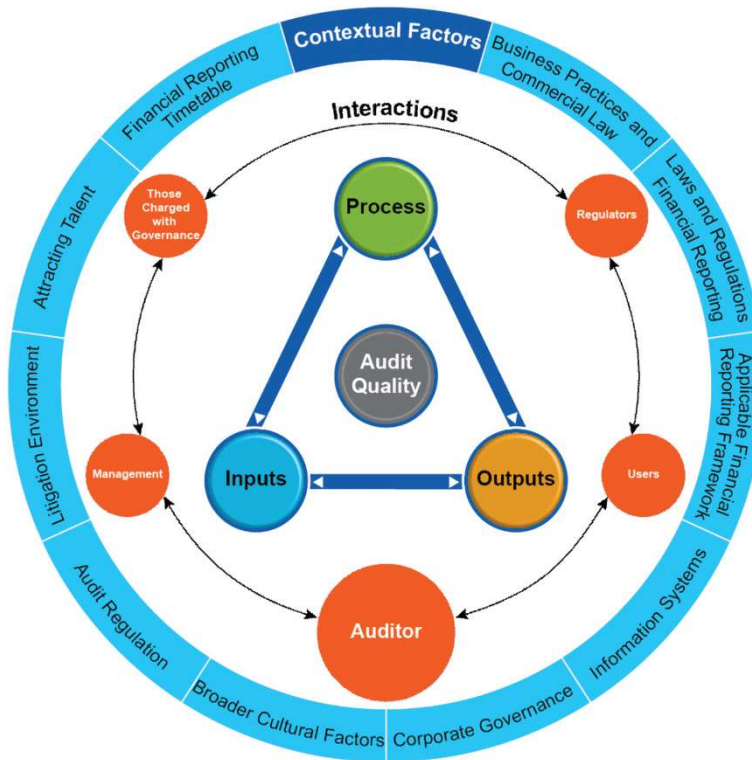 Contextual Factors
Business Practices and
Commercial Law
Laws and Regulations
Financial Reporting
Applicable Financial
Reporting Framework
Information Systems
Corporate Governance
Broader Cultural Factors
Audit Regulation
Litigation Environment
Attracting Talent
Financial Reporting
Timetable
Interactions
Those
Charged
with
Governance
Regulators
Management
Users
Auditor
Process
Audit
Quality
Inputs
Outputs